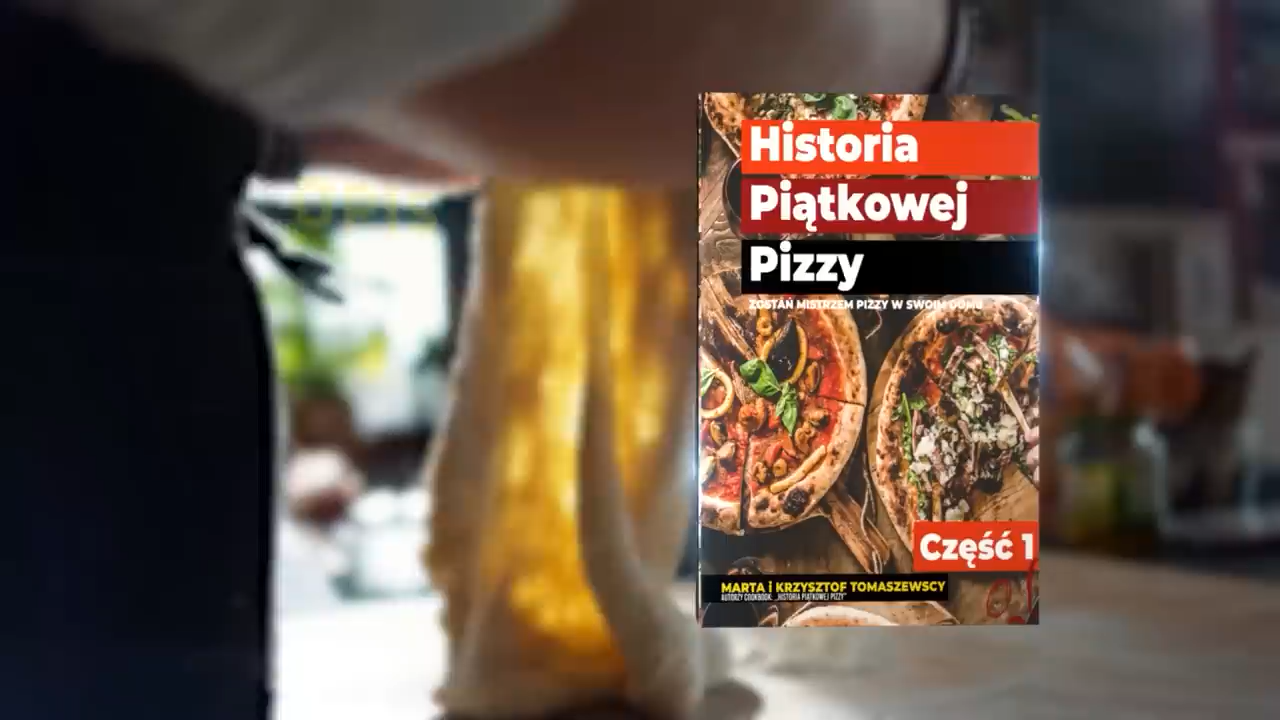 Historia
Piątkowej
Pizzy
ZOSTAŃ MISTRZEM PIZZY W SWOIM DOMU
Część 1
MARTA i KRZYSZTOF TOMASZEWSCY
AUTORZY COOKBOOK: „HISTORIA PIĄTKOWEJ PIZZY"